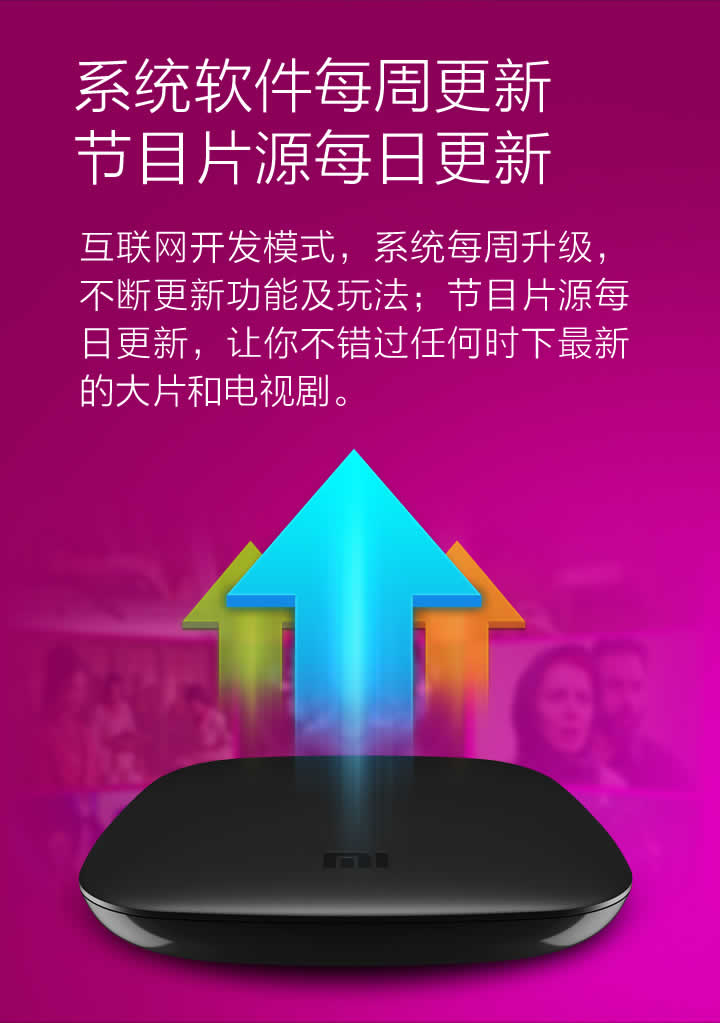 系统软件每周更新
节目片源每日更新
互联网开发模式，系统每周升级，
不断更新功能及玩法；节目片源每
日更新，让你不错过任何时下最新
的大片和电视剧。
MI